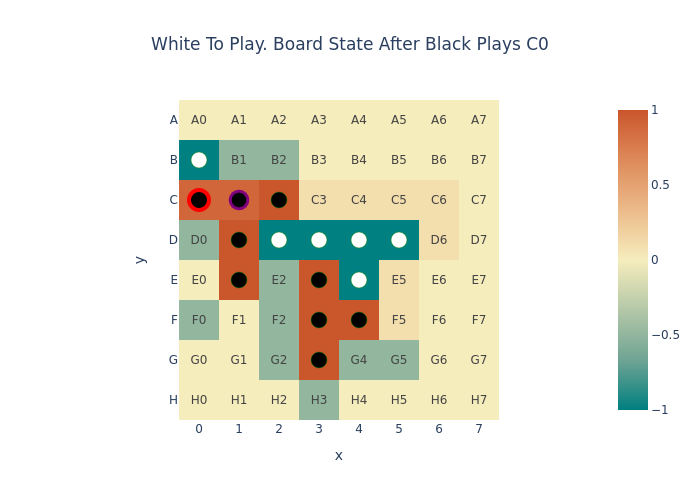 White To Play. Board State After Black Plays C0
A A0 A1 A2 A3 A4 A5 A6 A7
B B1 B2 B3 B4 B5 B6 B7
C C3 C4 C5 C6 C7
D D0 D6 D7
E E0 E2 E5 E6 E7
F F0 F1 F2 F5 F6 F7
G G0 G1 G2 G4 G5 G6 G7
H H0 H1 H2 H3 H4 H5 H6 H7
0 1 2 3 4 5 6 7
x
y
1
0.5
0
−0.5
−1